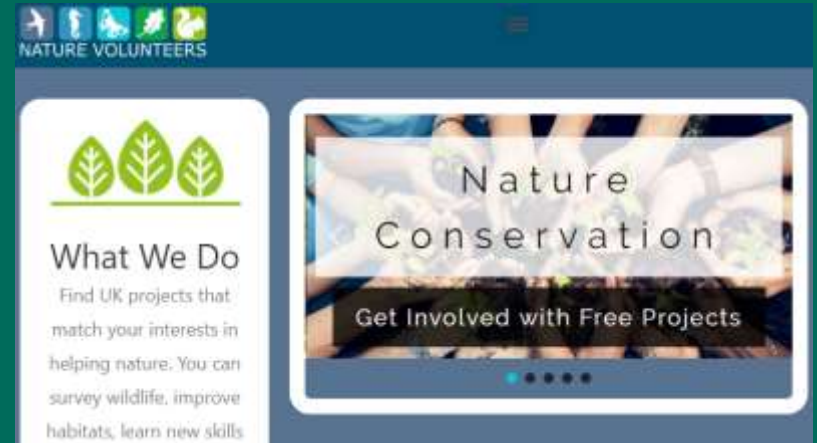 NATURE VOLUNTEERS
What We Do
Find UK projects that
match your interests in
helping nature. You can
survey wildlife, improve
habitats, learn new skills
Nature
Conservation
Get Involved with Free Projects